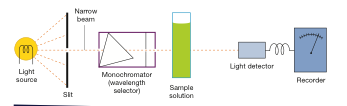 Narrow
beam
Light
source
Slit
Monochromator
(wavelength
selector)
Sample
solution
Light detector
Recorder